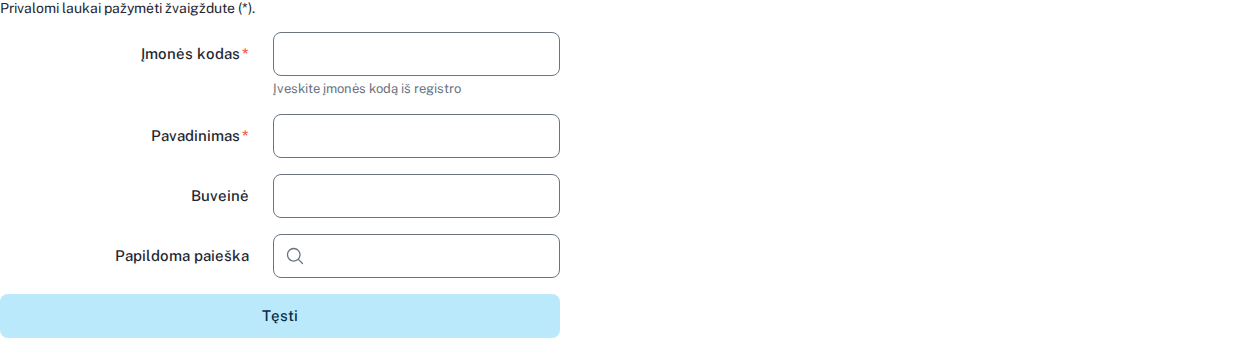 Privalomi laukai pažymėti žvaigždute (*).
Įmonės kodas*
Įveskite įmonės kodą iš registro
Pavadinimas*
Buveinė
Papildoma paieška
Tęsti